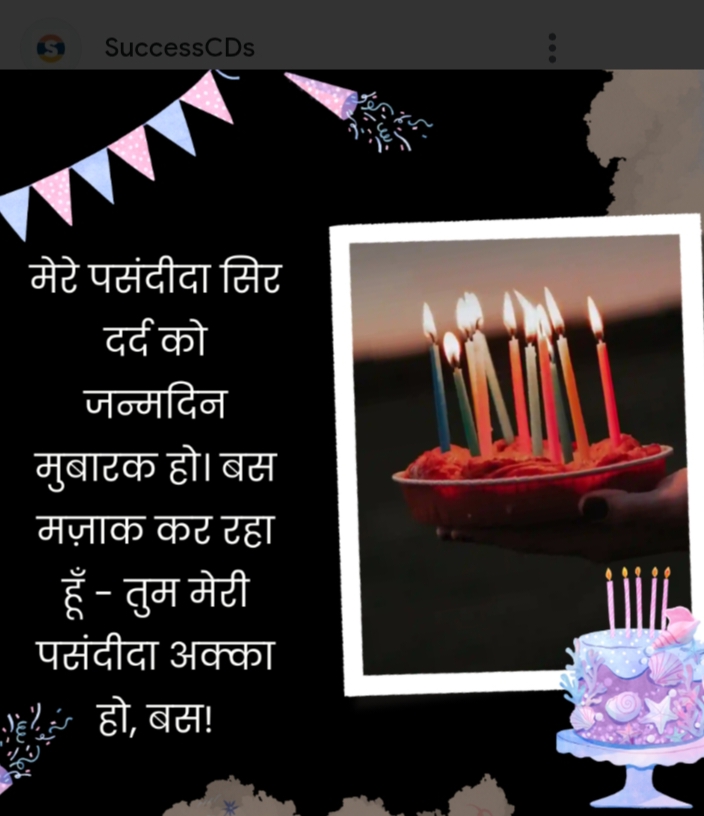 SuccessCDs
मेरे पसंदीदा सिर
दर्द को
जन्मदिन
मुबारक हो। बस
मज़ाक कर रहा
हूँ - तुम मेरी
पसंदीदा अक्का
हो, बस!